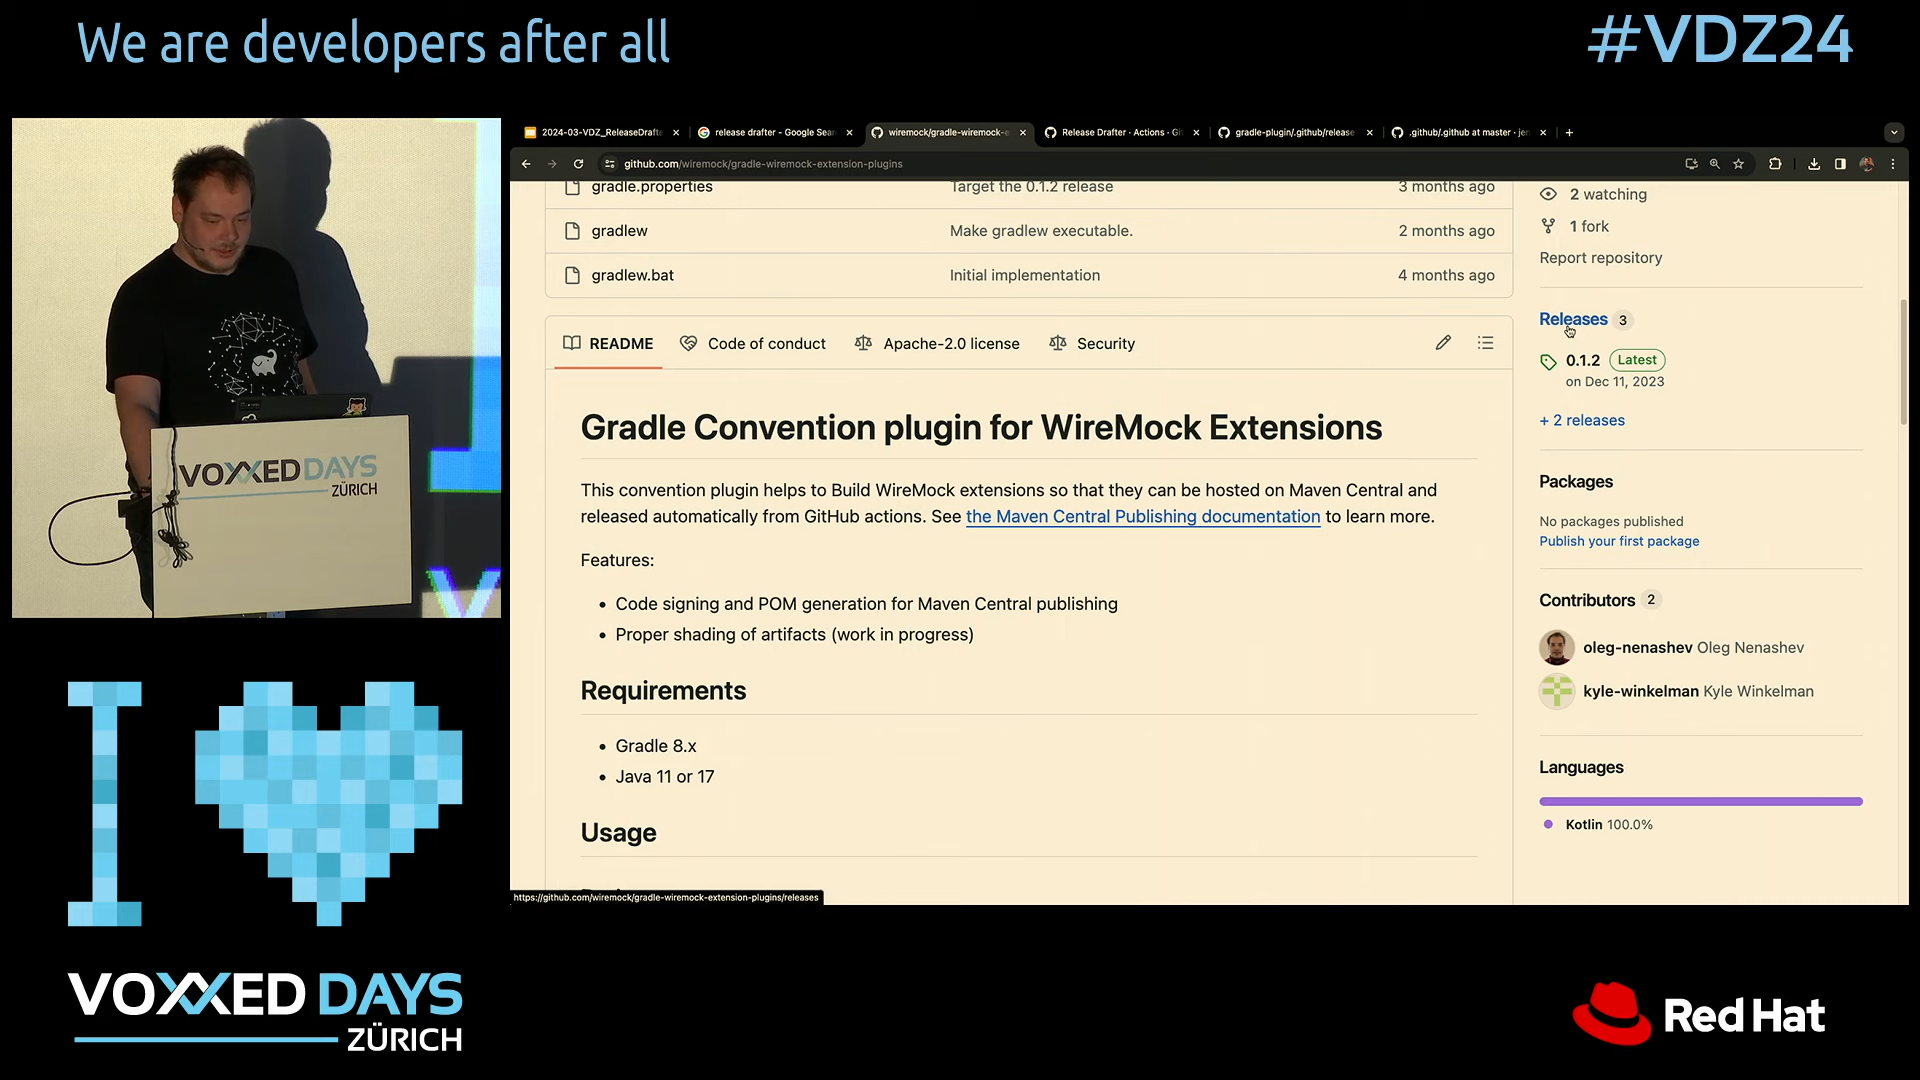 We are developers after all
#VDZ24
2024-03-VDZ_ReleaseDrafte
release drafter - Google Sear
wiremock/gradle-wiremock-e
Release Drafter · Actions · Git
gradle-plugin/.github/release
.github/.github at master · jen
github.com/wiremock/gradle-wiremock-extension-plugins
gradle.properties
Target the 0.1.2 release
3 months ago
gradlew
Make gradlew executable.
2 months ago
gradlew.bat
Initial implementation
4 months ago
2 watching
1 fork
Report repository
Releases 3
0.1.2 Latest
on Dec 11, 2023
+ 2 releases
README
Code of conduct
Apache-2.0 license
Security
Gradle Convention plugin for WireMock Extensions
This convention plugin helps to Build WireMock extensions so that they can be hosted on Maven Central and
released automatically from GitHub actions. See the Maven Central Publishing documentation to learn more.
Features:
• Code signing and POM generation for Maven Central publishing
• Proper shading of artifacts (work in progress)
Requirements
• Gradle 8.x
• Java 11 or 17
Usage
https://github.com/wiremock/gradle-wiremock-extension-plugins/releases
Packages
No packages published
Publish your first package
Contributors 2
oleg-nenashev Oleg Nenashev
kyle-winkelman Kyle Winkelman
Languages
Kotlin 100.0%
VOXXED DAYS
ZÜRICH
I
VOXXED DAYS
ZÜRICH
Red Hat